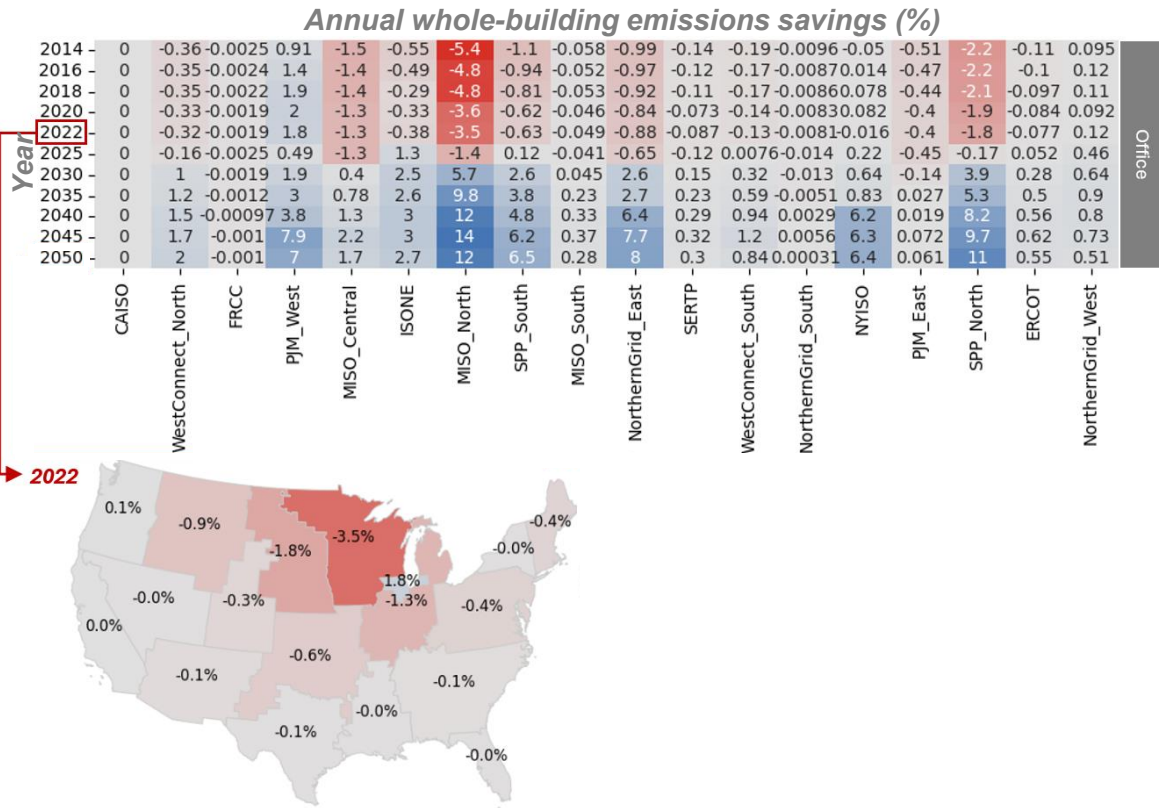 Annual whole-building emissions savings (%)
2014 0 -0.36 -0.0025 0.91 -1.5 -0.55 -5.4 -1.1 -0.058 -0.99 -0.14 -0.19 -0.0096 -0.05 -0.51 -2.2 -0.11 0.095
2016 0 -0.35 -0.0024 1.4 -1.4 -0.49 -4.8 -0.94 -0.052 -0.97 -0.12 -0.17 -0.0087 0.014 -0.47 -2.2 -0.1 0.12
2018 0 -0.35 -0.0022 1.9 -1.4 -0.29 -4.8 -0.81 -0.053 -0.92 -0.11 -0.17 -0.0086 0.078 -0.44 -2.1 -0.097 0.11
2020 0 -0.33 -0.0019 2 -1.3 -0.33 -3.6 -0.62 -0.046 -0.84 -0.073 -0.14 -0.0083 0.082 -0.4 -1.9 -0.084 0.092
2022 0 -0.32 -0.0019 1.8 -1.3 -0.38 -3.5 -0.63 -0.049 -0.88 -0.087 -0.13 -0.0081 -0.016 -0.4 -1.8 -0.077 0.12
2025 0 -0.16 -0.0025 0.49 -1.3 1.3 -1.4 0.12 -0.041 -0.65 -0.12 0.0076 -0.014 0.22 -0.45 -0.17 0.052 0.46
2030 0 1 -0.0019 1.9 0.4 2.5 5.7 2.6 0.045 2.6 0.15 0.32 -0.013 0.64 -0.14 3.9 0.28 0.64
2035 0 1.2 -0.0012 3 0.78 2.6 9.8 3.8 0.23 2.7 0.23 0.59 -0.0051 0.83 0.027 5.3 0.5 0.9
2040 0 1.5 -0.00097 3.8 1.3 3 12 4.8 0.33 6.4 0.29 0.94 0.0029 6.2 0.019 8.2 0.56 0.8
2045 0 1.7 -0.001 7.9 2.2 3 14 6.2 0.37 7.7 0.32 1.2 0.0056 6.3 0.072 9.7 0.62 0.73
2050 0 2 -0.001 7 1.7 2.7 12 6.5 0.28 8 0.3 0.84 0.00031 6.4 0.061 11 0.55 0.51
Year
Office
CAISO
WestConnect_North
FRCC
PJM_West
MISO_Central
ISONE
MISO_North
SPP_South
MISO_South
NorthernGrid_East
SERTP
WestConnect_South
NorthernGrid_South
NYISO
PJM_East
SPP_North
ERCOT
NorthernGrid_West
2022
0.1%
-0.9%
-1.8%
-3.5%
-0.4%
-0.0%
1.8%
-0.0%
-0.3%
-1.3%
-0.4%
0.0%
-0.6%
-0.1%
-0.1%
-0.0%
-0.1%
-0.0%